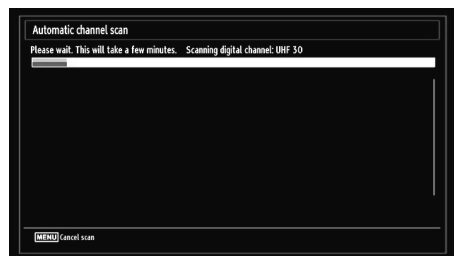 Automatic channel scan
Please wait. This will take a few minutes. Scanning digital channel: UHF 30
MENU Cancel scan